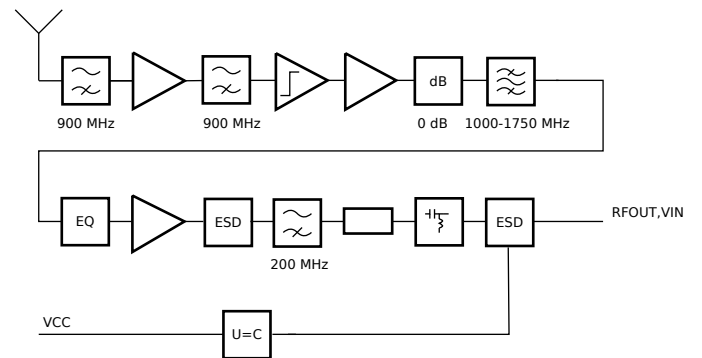 900 MHz
900 MHz
dB
0 dB
1000-1750 MHz
EQ
ESD
200 MHz
ESD
RFOUT,VIN
VCC
U=C